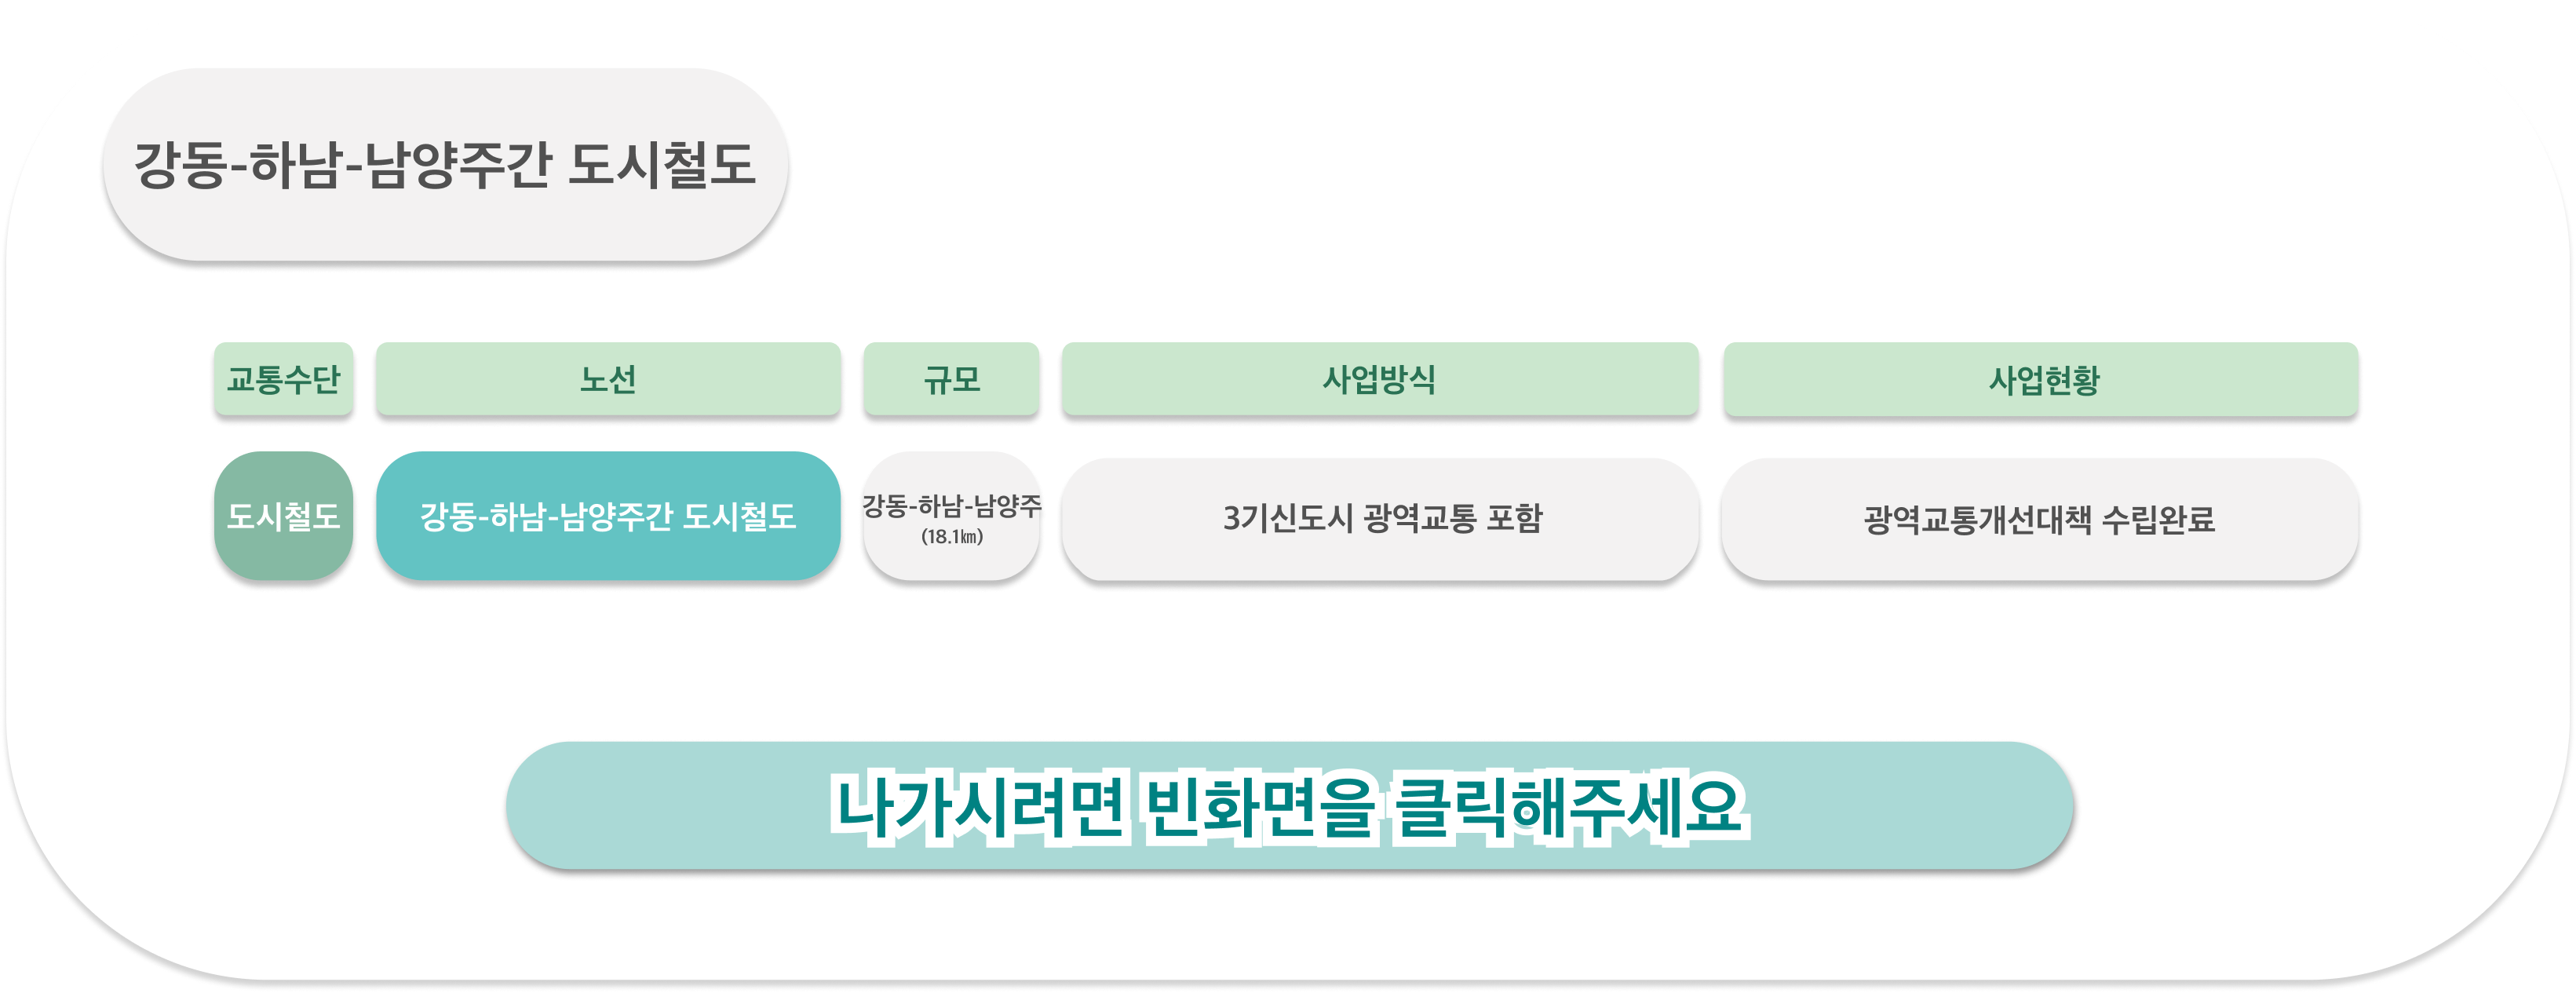 강동-하남-남양주간 도시철도
교통수단
노선
규모
사업방식
사업현황
도시철도
강동-하남-남양주간 도시철도
강동-하남-남양주
(18.1㎞)
3기신도시 광역교통 포함
광역교통개선대책 수립완료
나가시려면 빈화면을 클릭해주세요